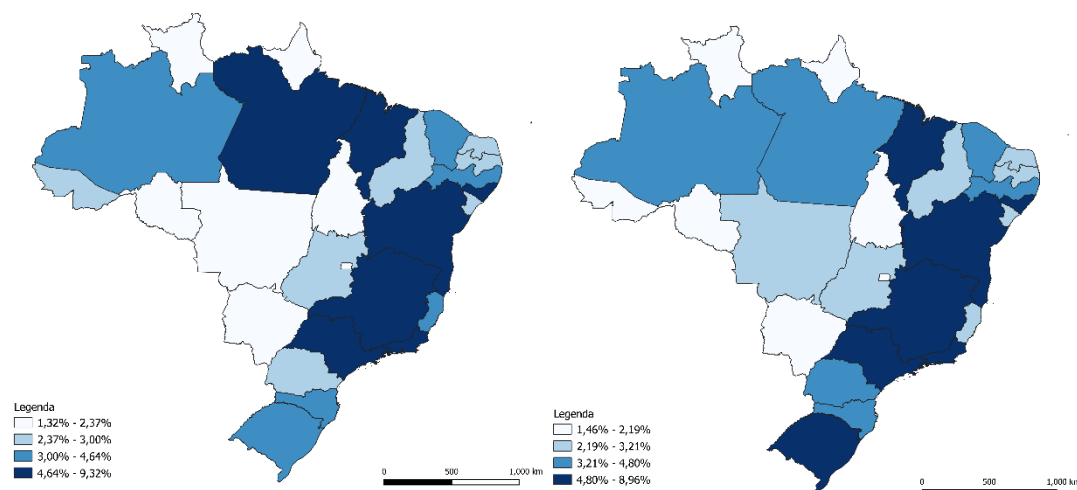 Legenda
1,32% - 2,37%
2,37% - 3,00%
3,00% - 4,64%
4,64% - 9,32%
0 500 1,000 km
Legenda
1,46% - 2,19%
2,19% - 3,21%
3,21% - 4,80%
4,80% - 8,96%
0 500 1,000 km